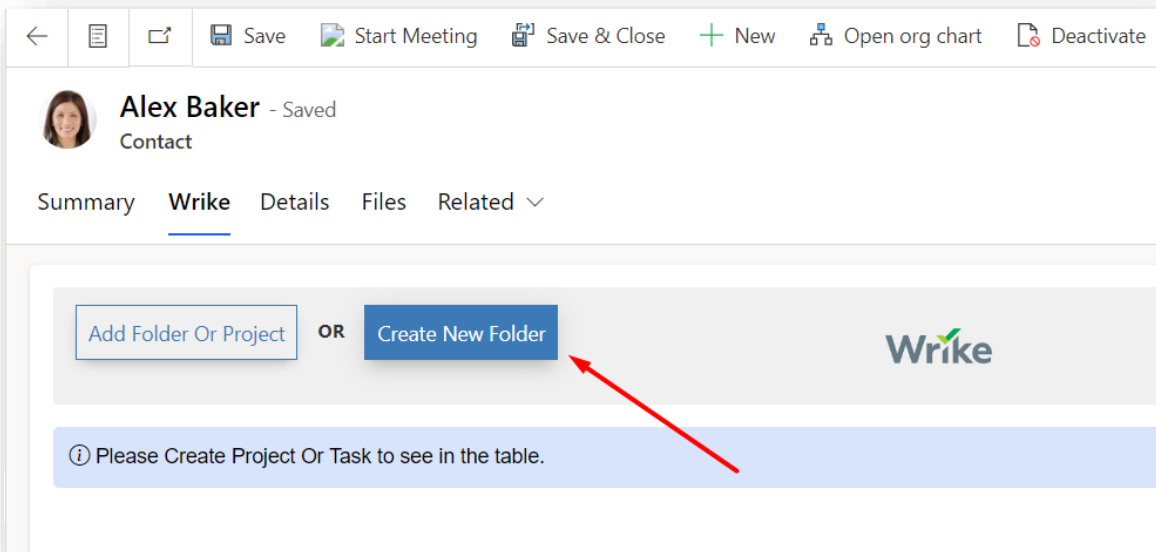 Save Start Meeting Save & Close New Open org chart Deactivate
Alex Baker - Saved
Contact
Summary Wrike Details Files Related
Add Folder Or Project OR Create New Folder
Wrike
Please Create Project Or Task to see in the table.